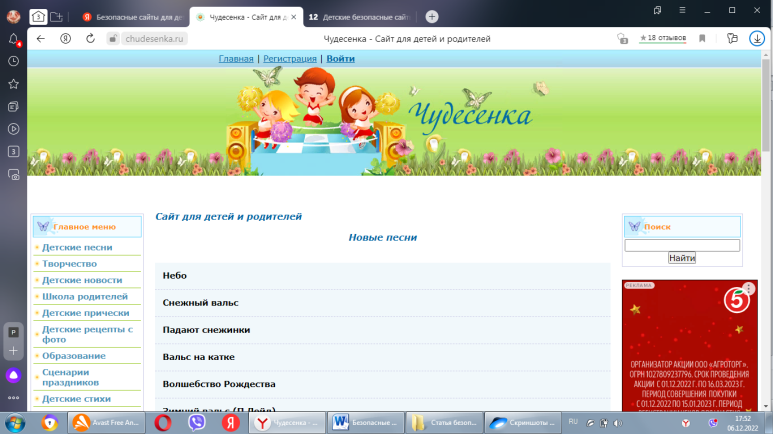 3
Безопасные сайты для де
Чудесенка - Сайт для д
12 Детские безопасные сайт
chudesenka.ru
Чудесенка - Сайт для детей и родителей
18 отзывов
Главная | Регистрация | Войти
Чудесенка
Главное меню
Детские песни
Творчество
Детские новости
Школа родителей
Детские прически
Детские рецепты с
фото
Образование
Сценарии
праздников
Детские стихи
Сайт для детей и родителей
Новые песни
Небо
Снежный вальс
Падают снежинки
Вальс на катке
Волшебство Рождества
Поиск
Найти
РЕКЛАМА
5
ОРГАНИЗАТОР АКЦИИ ООО «АГРОТОРГ»,
ОГРН 1027809237796. СРОК ПРОВЕДЕНИЯ
АКЦИИ С 01.12.2022 Г. ПО 16.03.2023 Г.
ПЕРИОД СОВЕРШЕНИЯ ПОКУПКИ
С 01.12.2022 ПО 15.01.2023 Г.
3
P
Avast Free An...
Чудесенка - ...
Безопасные ...
Статья безоп...
Скриншоты ...
RU
17:52
06.12.2022